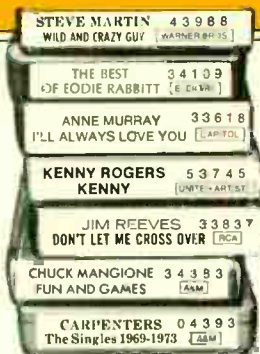 STEVE MARTIN 43988
WILD AND CRAZY GUY WARNER BROS
THE BEST 34109
OF EDDIE RABBITT
ANNE MURRAY 33618
I'LL ALWAYS LOVE YOU CAPITOL
KENNY ROGERS 53745
KENNY UNITED ARTIST
JIM REEVES 33837
DON'T LET ME CROSS OVER RCA
CHUCK MANGIONE 34383
FUN AND GAMES A&M
CARPENTERS 04393
The Singles 1969-1973 A&M